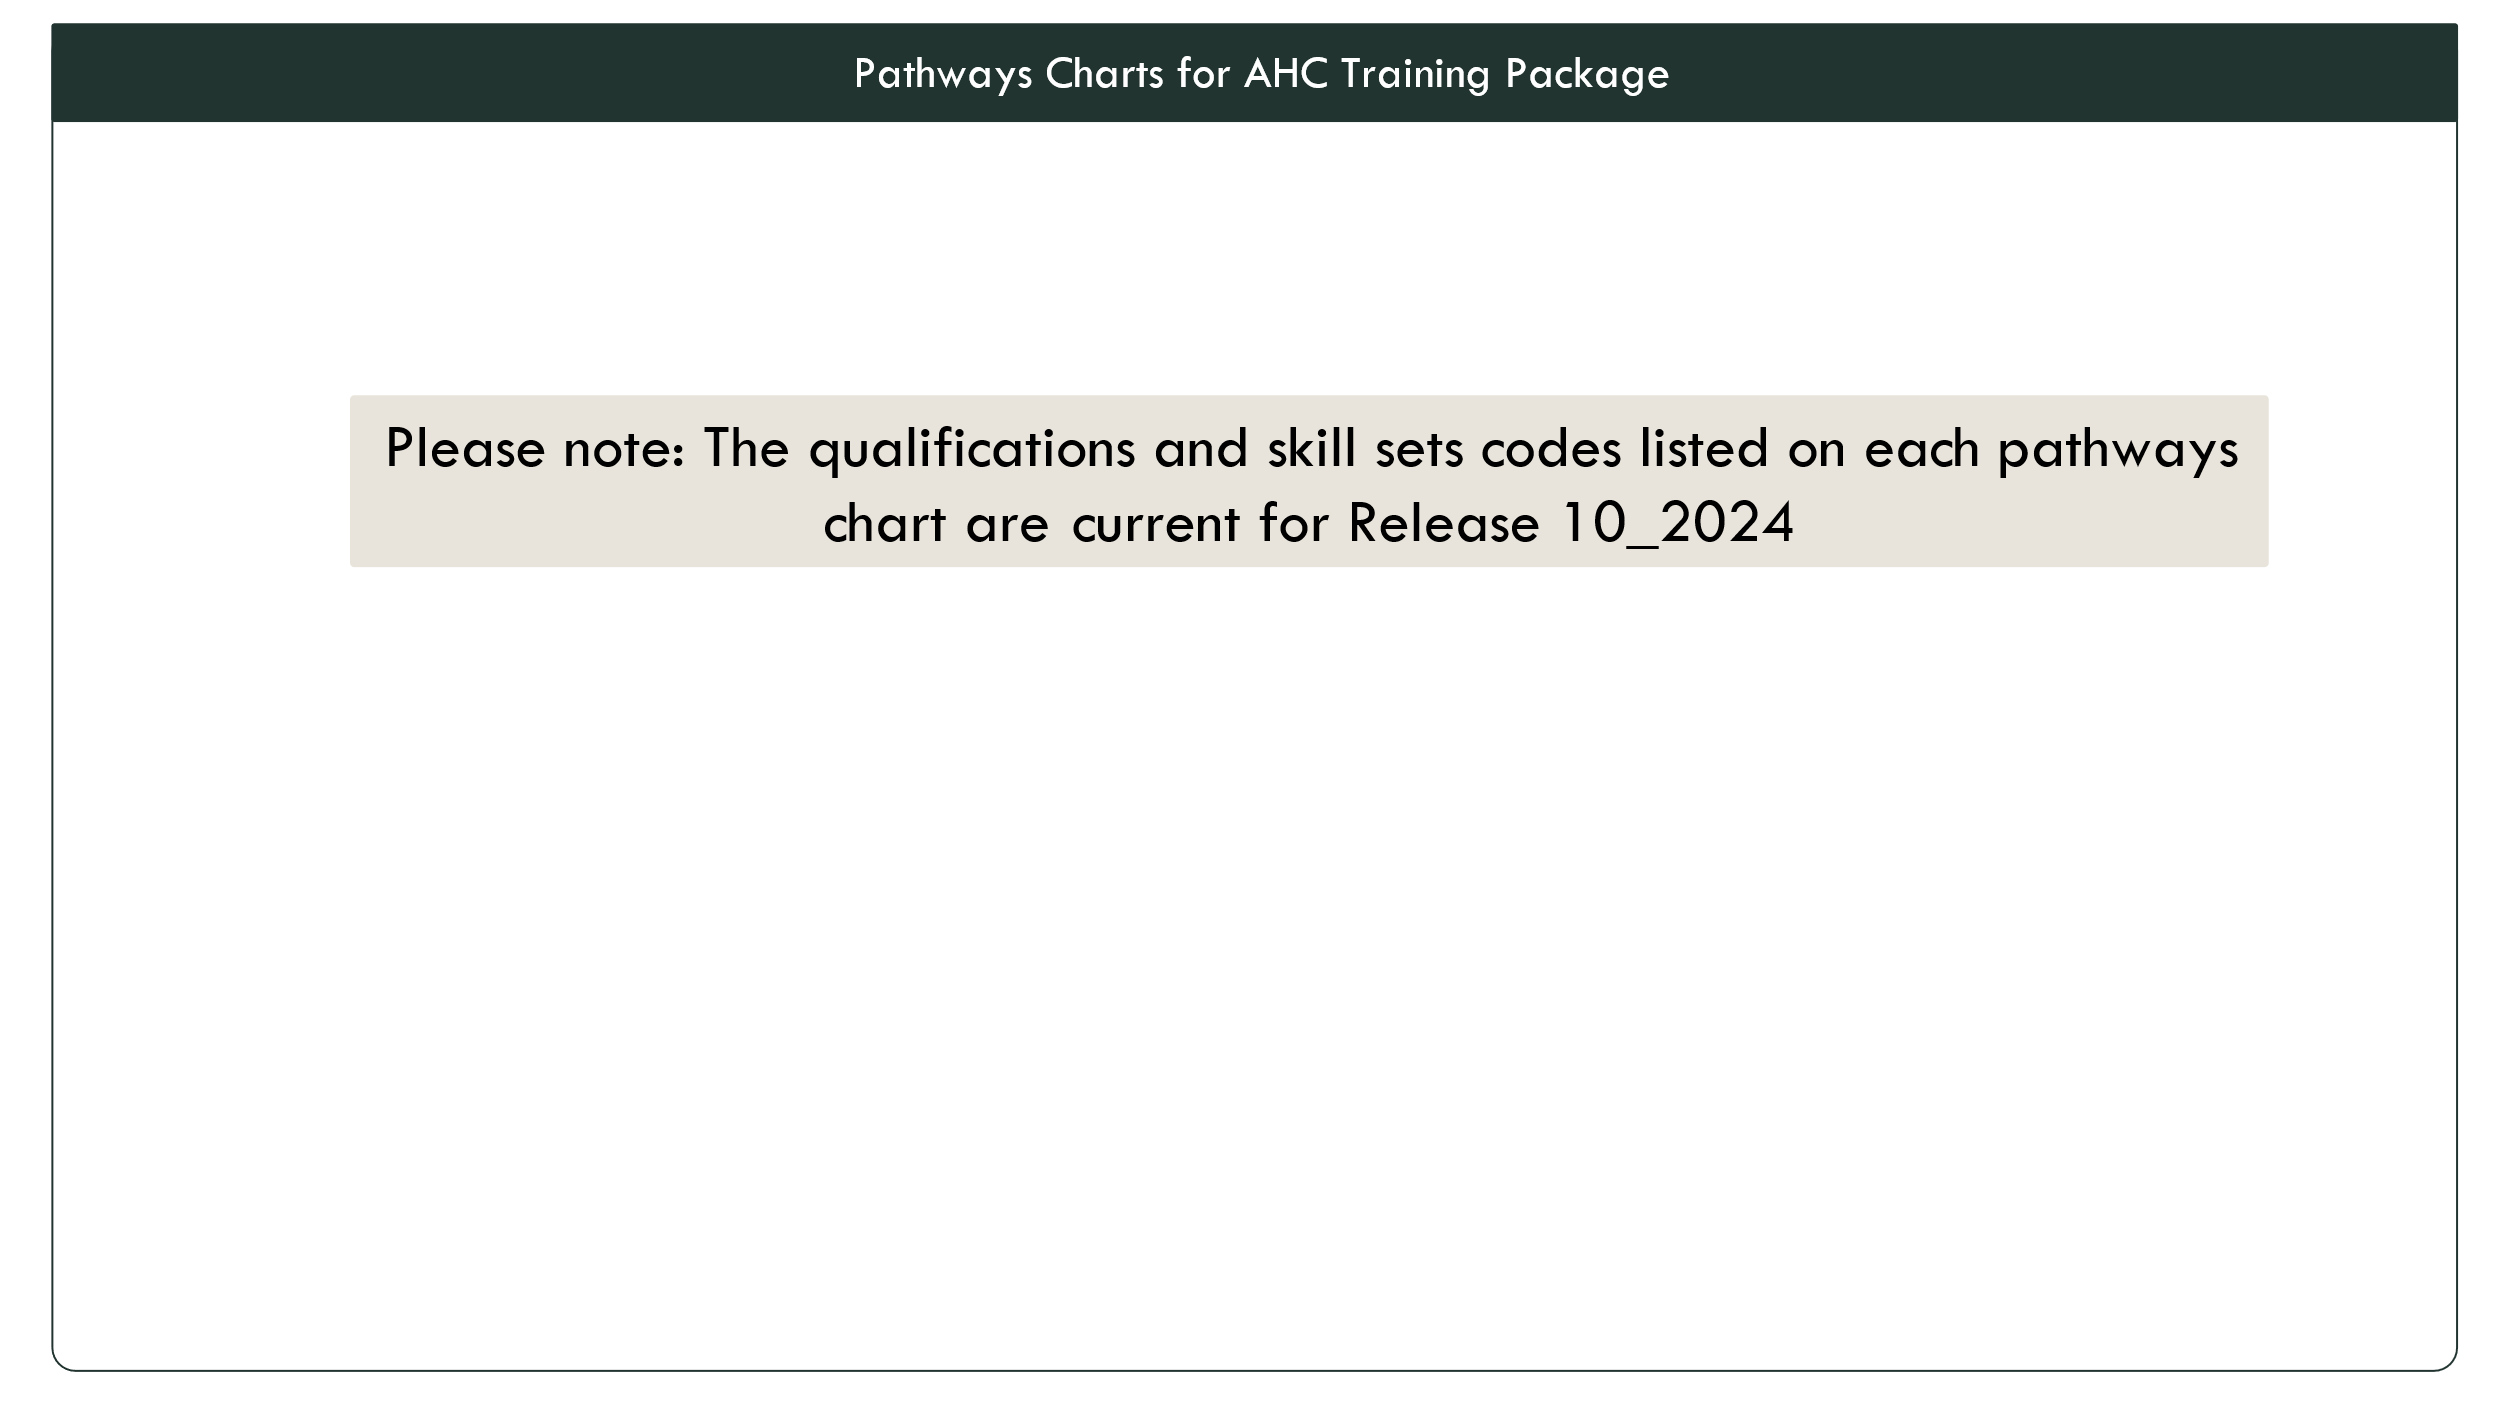 Pathways Charts for AHC Training Package
Please note: The qualifications and skill sets codes listed on each pathways
chart are current for Release 10_2024